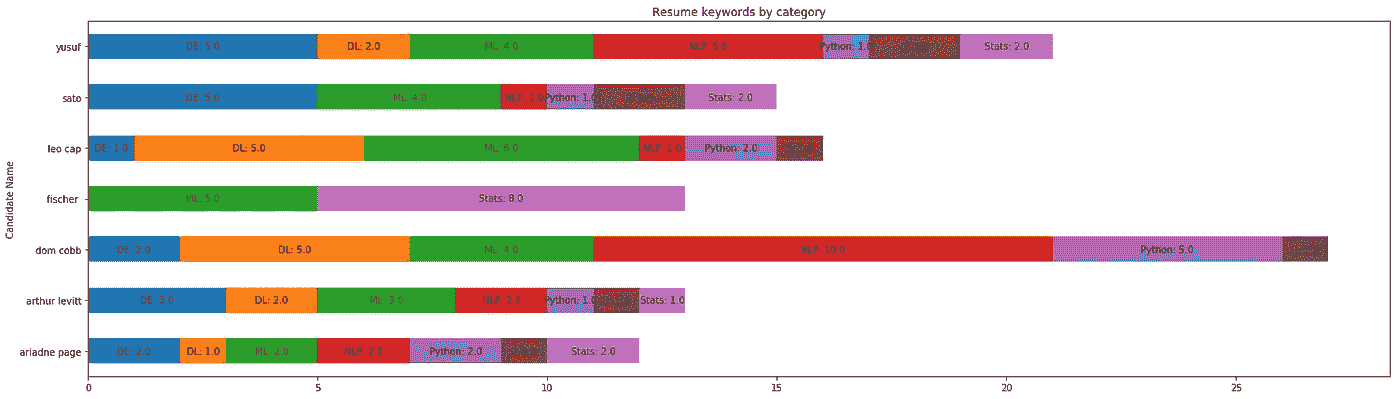 Resume keywords by category
Candidate Name
yusuf
DE: 5.0 DL: 2.0 ML: 4.0 NLP: 5.0 Python: 1.0 Stats: 2.0
sato
DE: 5.0 ML: 4.0 NLP: 1.0 Python: 1.0 Stats: 2.0
leo cap
DE: 1.0 DL: 5.0 ML: 6.0 NLP: 1.0 Python: 2.0
fischer
ML: 5.0 Stats: 8.0
dom cobb
DE: 2.0 DL: 5.0 ML: 4.0 NLP: 10.0 Python: 5.0
arthur levitt
DE: 3.0 DL: 2.0 ML: 3.0 NLP: 2.0 Python: 1.0 Stats: 1.0
ariadne page
DE: 2.0 DL: 1.0 ML: 2.0 NLP: 2.0 Python: 2.0 Stats: 2.0
0 5 10 15 20 25